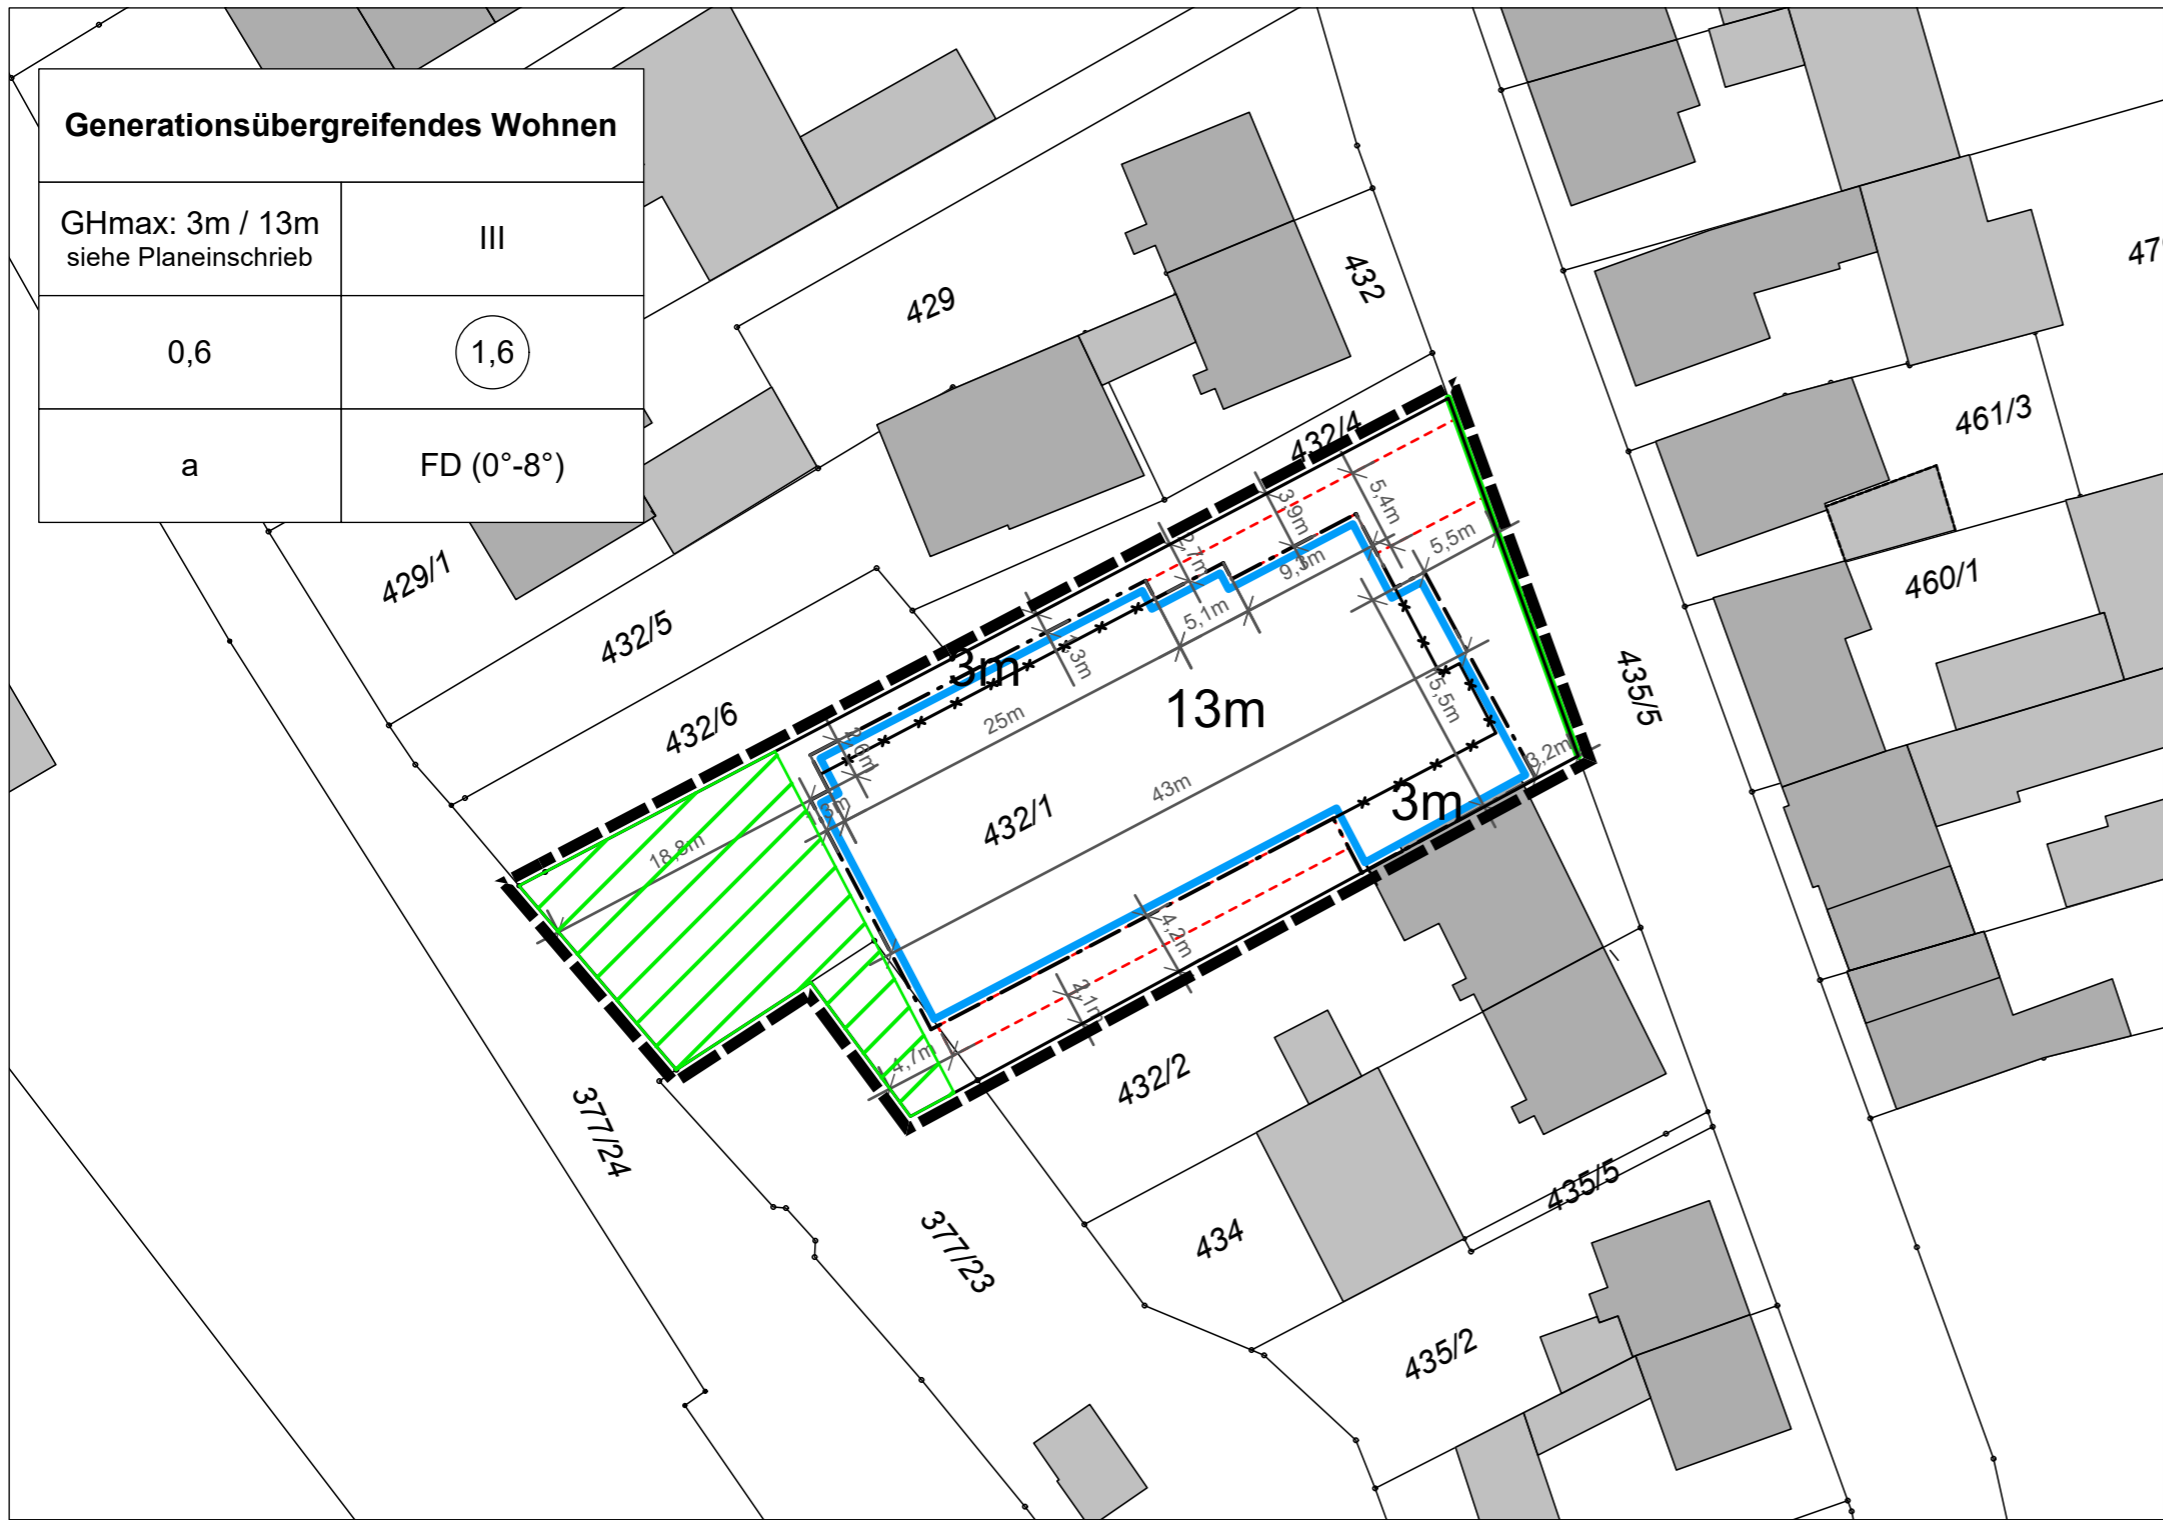 Generationsübergreifendes Wohnen
GHmax: 3m / 13m
siehe Planeinschrieb
III
0,6
1,6
a
FD (0°-8°)
429
432
432/4
461/3
460/1
429/1
432/5
432/6
435/5
3,9m
5,4m
5,5m
2,7m
9,3m
5,1m
3m
25m
13m
5,5m
43m
432/1
3m
3,2m
18,8m
4,2m
2,1m
4,7m
432/2
377/24
377/23
434
435/5
435/2